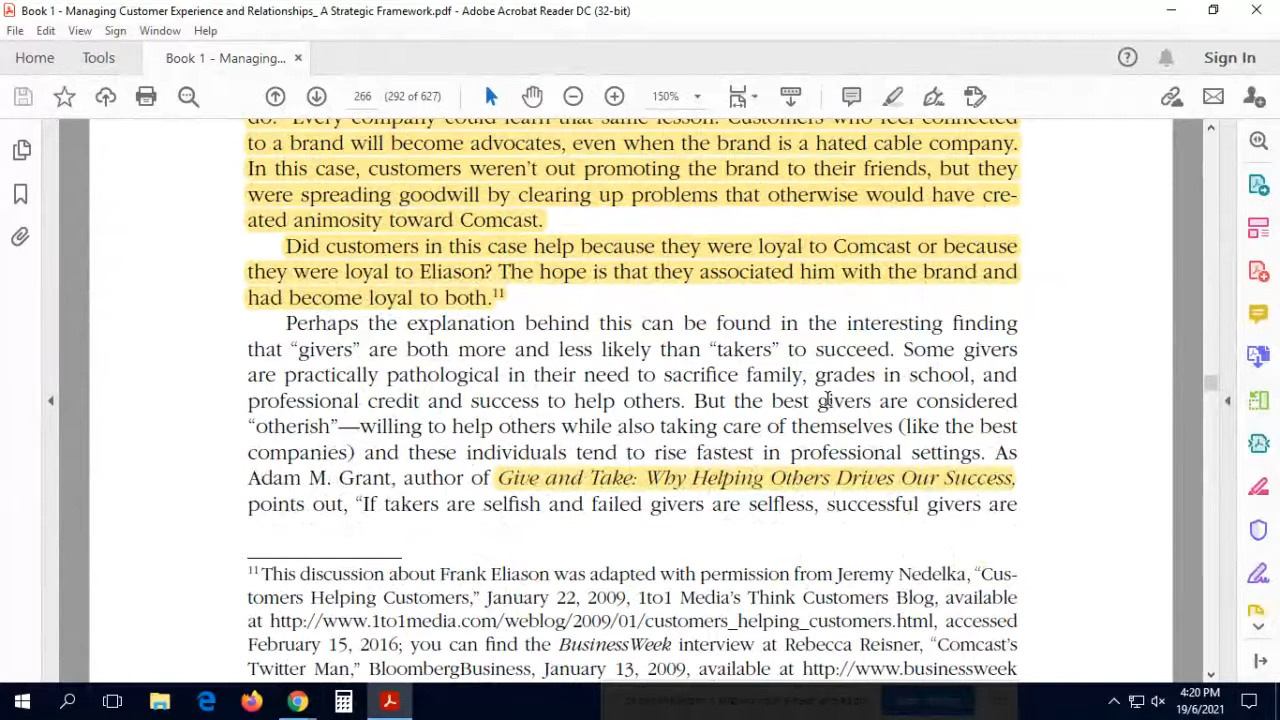 Book 1 - Managing Customer Experience and Relationships_ A Strategic Framework.pdf - Adobe Acrobat Reader DC (32-bit)
File Edit View Sign Window Help
Home Tools Book 1 - Managing... × Sign In
266 (292 of 627) 150%
do.” Every company could learn that same lesson: Customers who feel connected
to a brand will become advocates, even when the brand is a hated cable company.
In this case, customers weren’t out promoting the brand to their friends, but they
were spreading goodwill by clearing up problems that otherwise would have cre-
ated animosity toward Comcast.
Did customers in this case help because they were loyal to Comcast or because
they were loyal to Eliason? The hope is that they associated him with the brand and
had become loyal to both.11
Perhaps the explanation behind this can be found in the interesting finding
that “givers” are both more and less likely than “takers” to succeed. Some givers
are practically pathological in their need to sacrifice family, grades in school, and
professional credit and success to help others. But the best givers are considered
“otherish”—willing to help others while also taking care of themselves (like the best
companies) and these individuals tend to rise fastest in professional settings. As
Adam M. Grant, author of Give and Take: Why Helping Others Drives Our Success,
points out, “If takers are selfish and failed givers are selfless, successful givers are
11 This discussion about Frank Eliason was adapted with permission from Jeremy Nedelka, “Cus-
tomers Helping Customers,” January 22, 2009, 1to1 Media’s Think Customers Blog, available
at http://www.1to1media.com/weblog/2009/01/customers_helping_customers.html, accessed
February 15, 2016; you can find the BusinessWeek interview at Rebecca Reisner, “Comcast’s
Twitter Man,” BloombergBusiness, January 13, 2009, available at http://www.businessweek
4:20 PM
19/6/2021